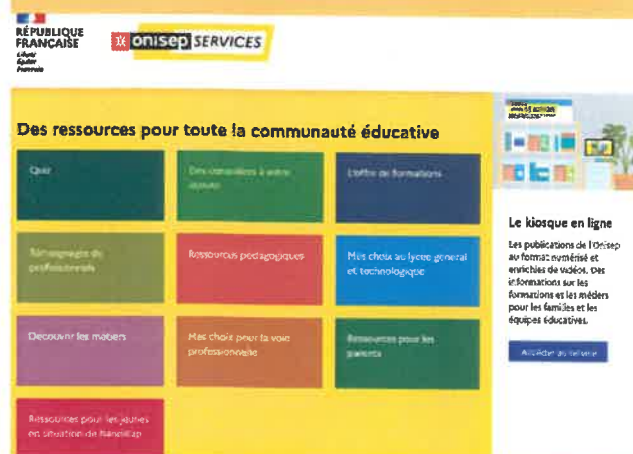 RÉPUBLIQUE
FRANÇAISE
Liberté
Égalité
Fraternité
onisep SERVICES
Des ressources pour toute la communauté éducative
Quiz
Des conseillers à votre
écoute
L'offre de formations
Témoignages de
professionnels
Ressources pédagogiques
Mes choix au lycée général
et technologique
Découvrir les métiers
Mes choix pour la voie
professionnelle
Ressources pour les
parents
Ressources pour les jeunes
en situation de handicap
Le kiosque en ligne
Les publications de l'Onisep
au format numérisé et
enrichies de vidéos. Des
informations sur les
formations et les métiers
pour les familles et les
équipes éducatives.
Accéder au service